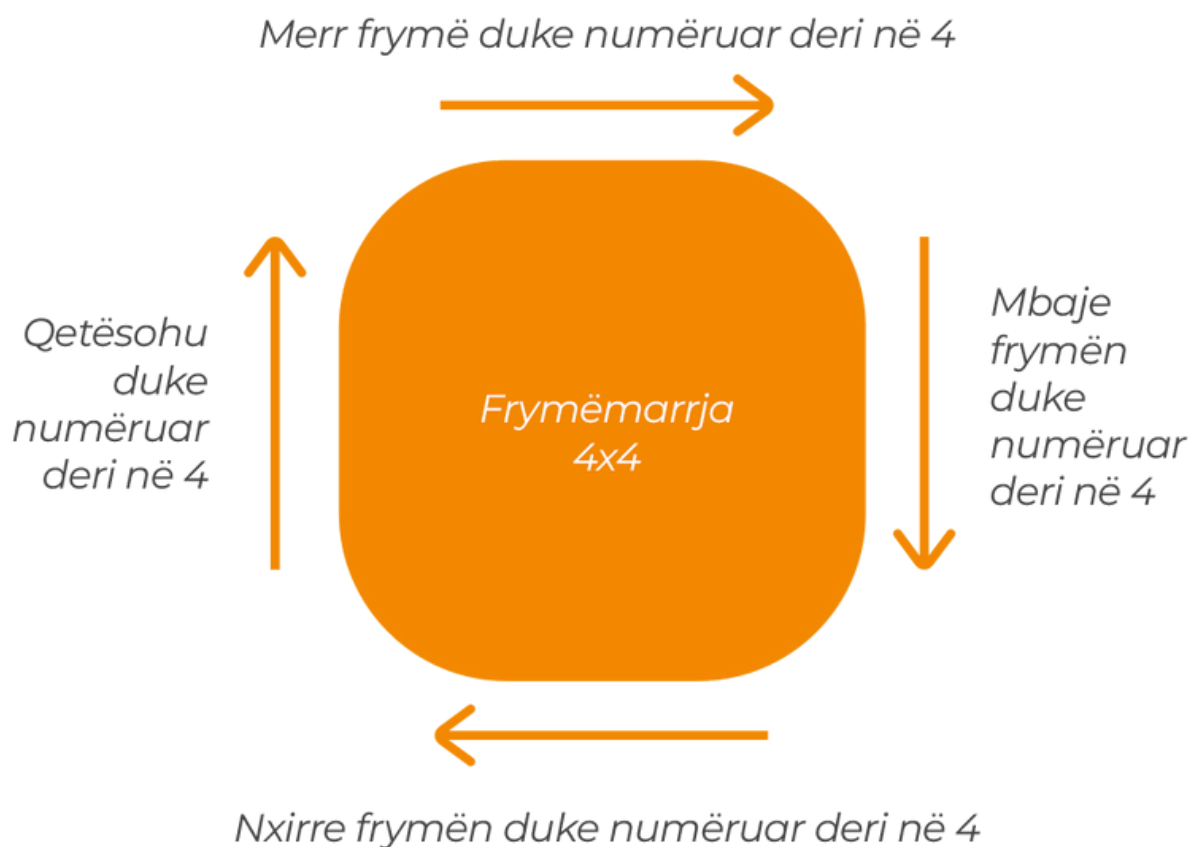 Merr frymë duke numëruar deri në 4
Qetësohu
duke
numëruar
deri në 4
Frymëmarrja
4x4
Mbaje
frymën
duke
numëruar
deri në 4
Nxirre frymën duke numëruar deri në 4